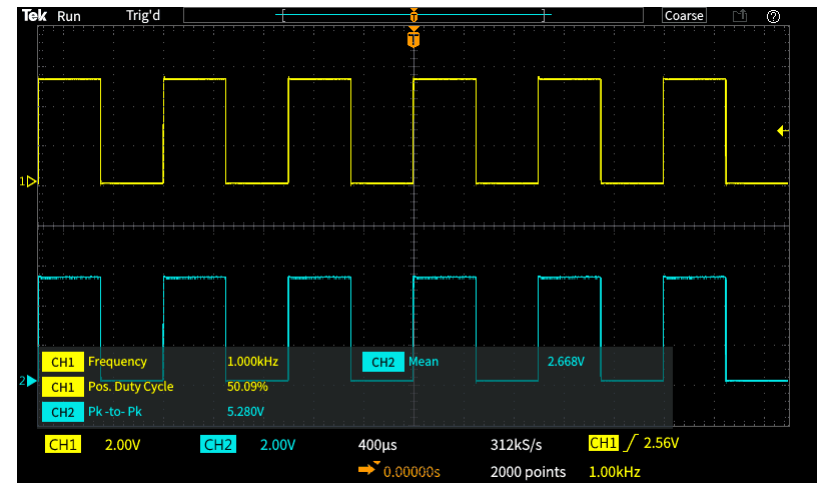 Tek Run Trig'd Coarse ?
T
1
CH1 Frequency 1.000kHz CH2 Mean 2.668V
2
CH1 Pos. Duty Cycle 50.09%
CH2 Pk-to- Pk 5.280V
CH1 2.00V CH2 2.00V 400µs 312kS/s CH1 2.56V
0.00000s 2000 points 1.00kHz